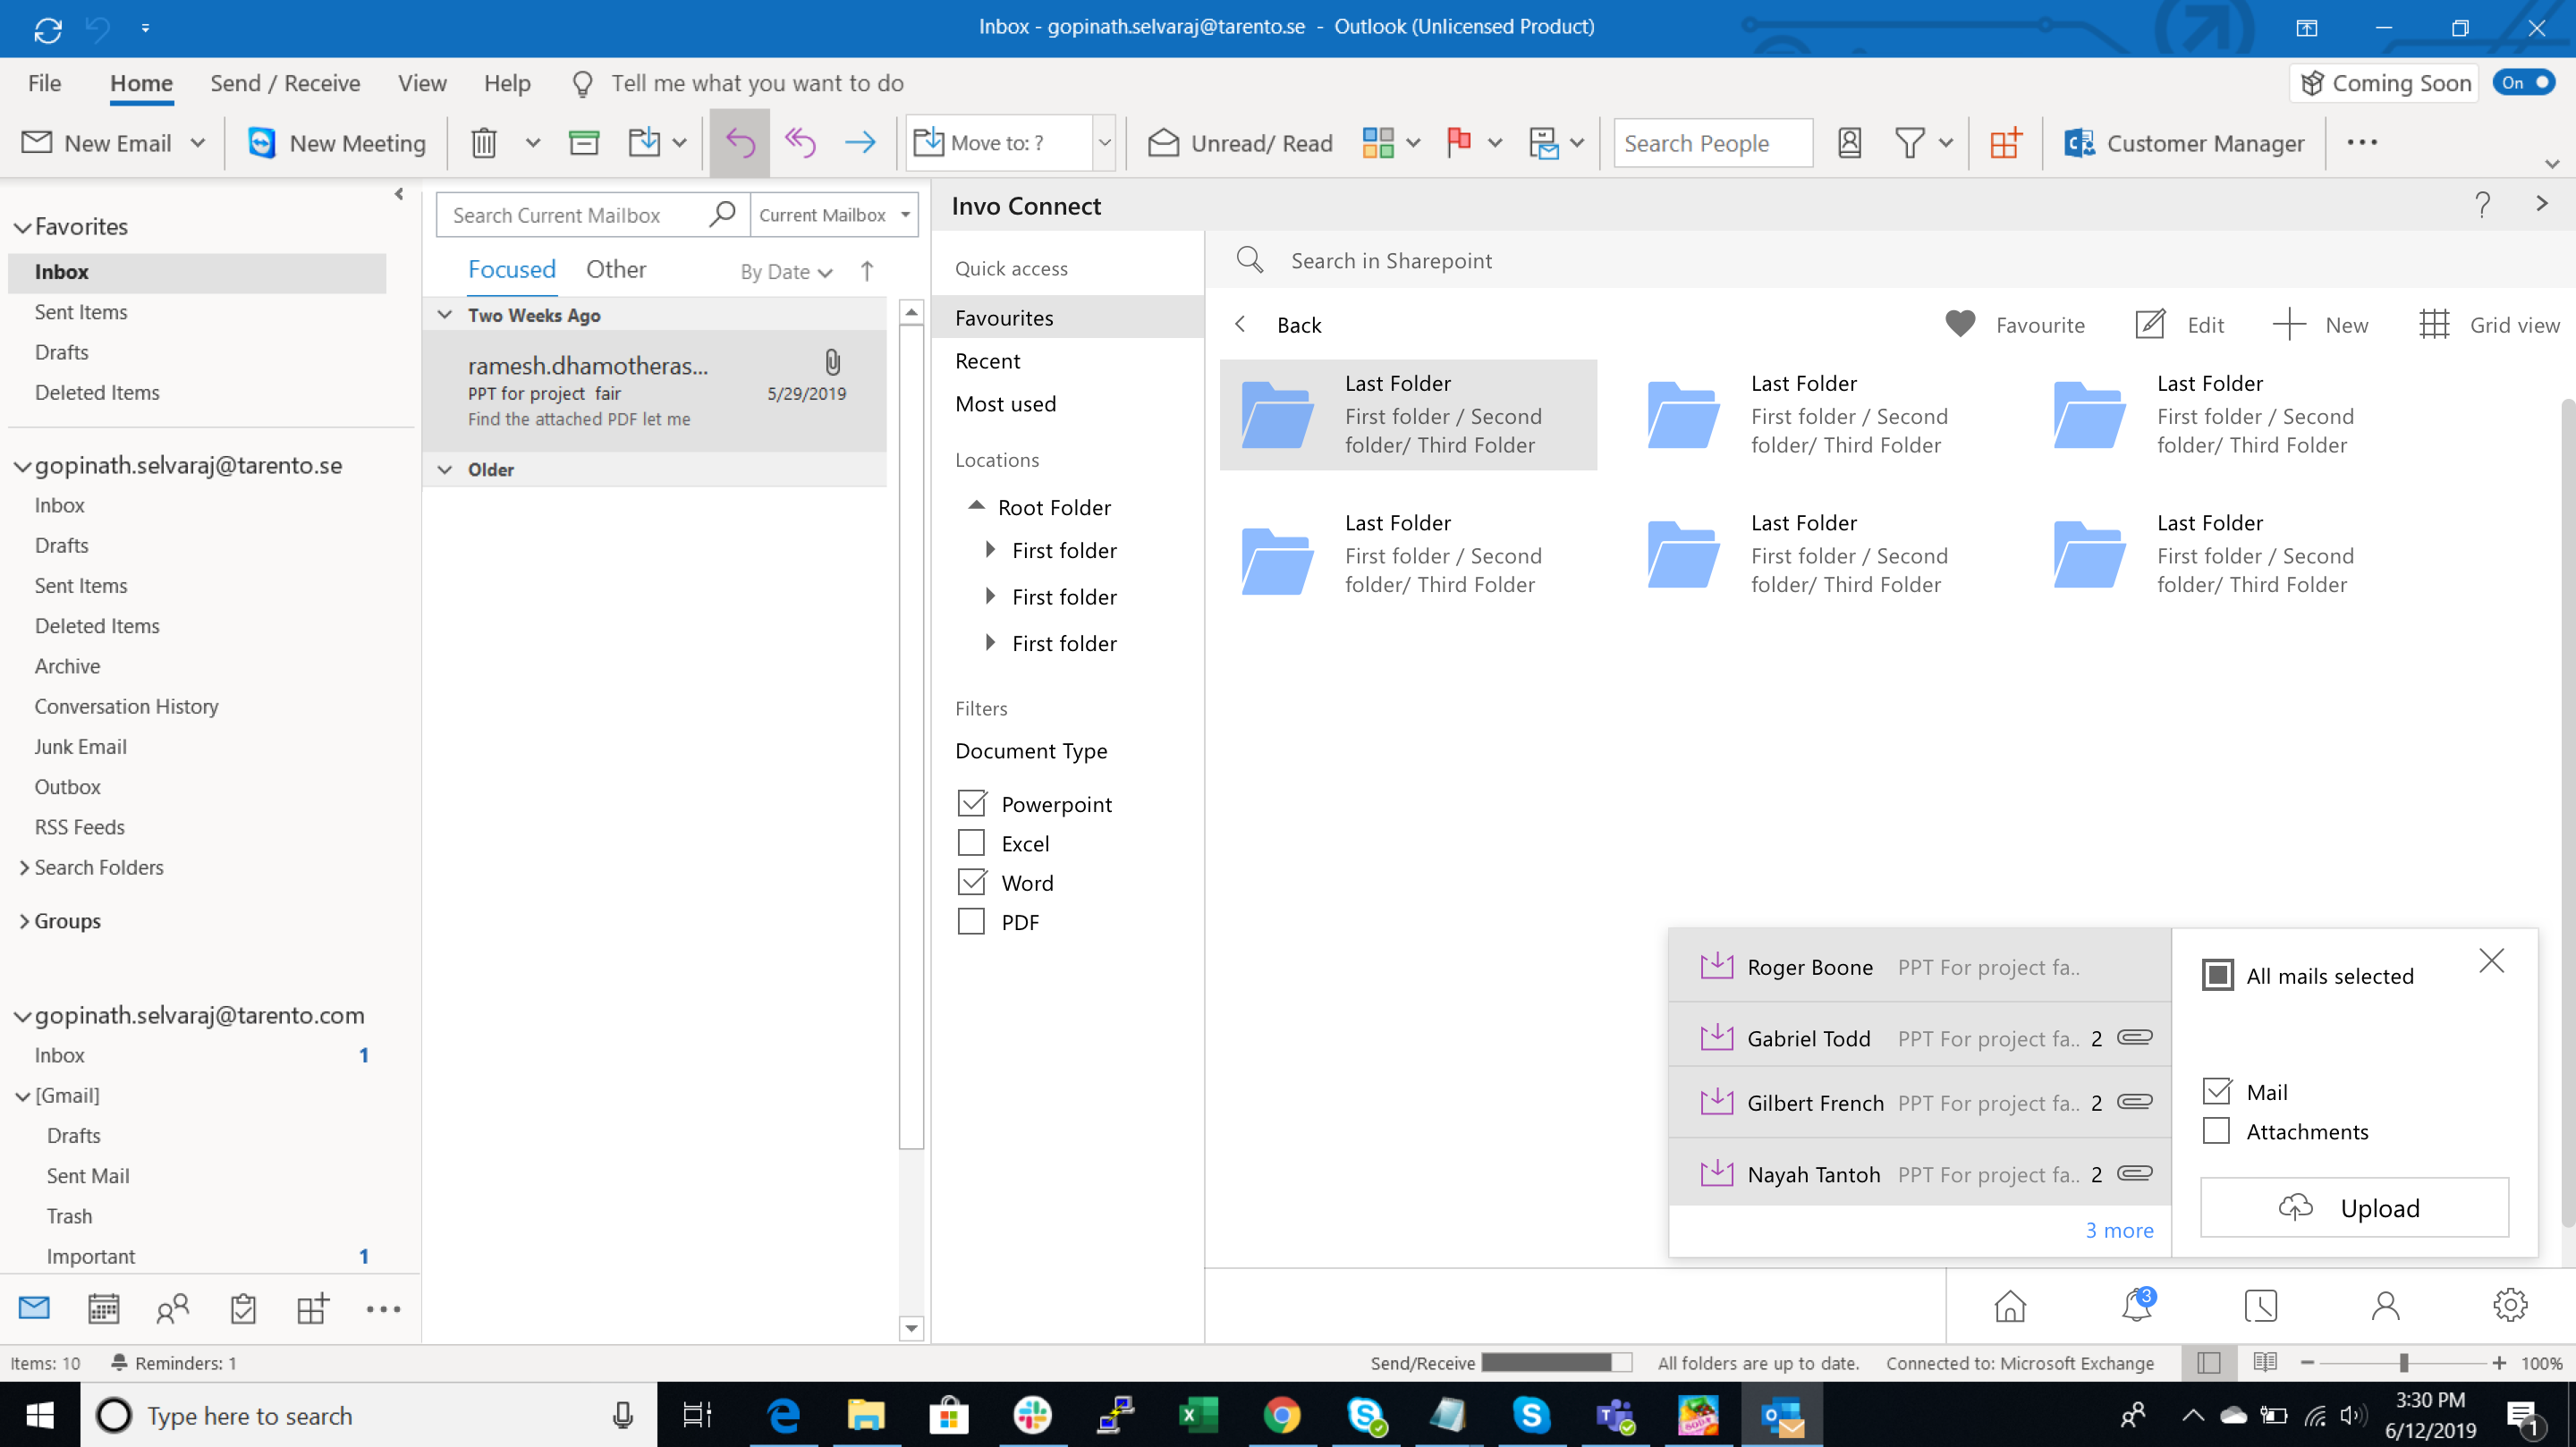 Inbox - gopinath.selvaraj@tarento.se - Outlook (Unlicensed Product)
File Home Send / Receive View Help Tell me what you want to do
Coming Soon On
New Email New Meeting Move to: ? Unread/ Read Search People Customer Manager
Favorites
Inbox
Sent Items
Drafts
Deleted Items
gopinath.selvaraj@tarento.se
Inbox
Drafts
Sent Items
Deleted Items
Archive
Conversation History
Junk Email
Outbox
RSS Feeds
Search Folders
Groups
gopinath.selvaraj@tarento.com
Inbox 1
[Gmail]
Drafts
Sent Mail
Trash
Important 1
Search Current Mailbox Current Mailbox
Focused Other By Date
Two Weeks Ago
ramesh.dhamotheras...
PPT for project fair 5/29/2019
Find the attached PDF let me
Older
Invo Connect
Quick access
Favourites
Recent
Most used
Locations
Root Folder
First folder
First folder
First folder
Filters
Document Type
Powerpoint
Excel
Word
PDF
Search in Sharepoint
Back Favourite Edit New Grid view
Last Folder
First folder / Second
folder/ Third Folder
Last Folder
First folder / Second
folder/ Third Folder
Last Folder
First folder / Second
folder/ Third Folder
Last Folder
First folder / Second
folder/ Third Folder
Last Folder
First folder / Second
folder/ Third Folder
Last Folder
First folder / Second
folder/ Third Folder
Roger Boone PPT For project fa..
Gabriel Todd PPT For project fa.. 2
Gilbert French PPT For project fa.. 2
Nayah Tantoh PPT For project fa.. 2
3 more
All mails selected
Mail
Attachments
Upload
3
Items: 10 Reminders: 1 Send/Receive All folders are up to date. Connected to: Microsoft Exchange 100%
Type here to search
3:30 PM
6/12/2019
1